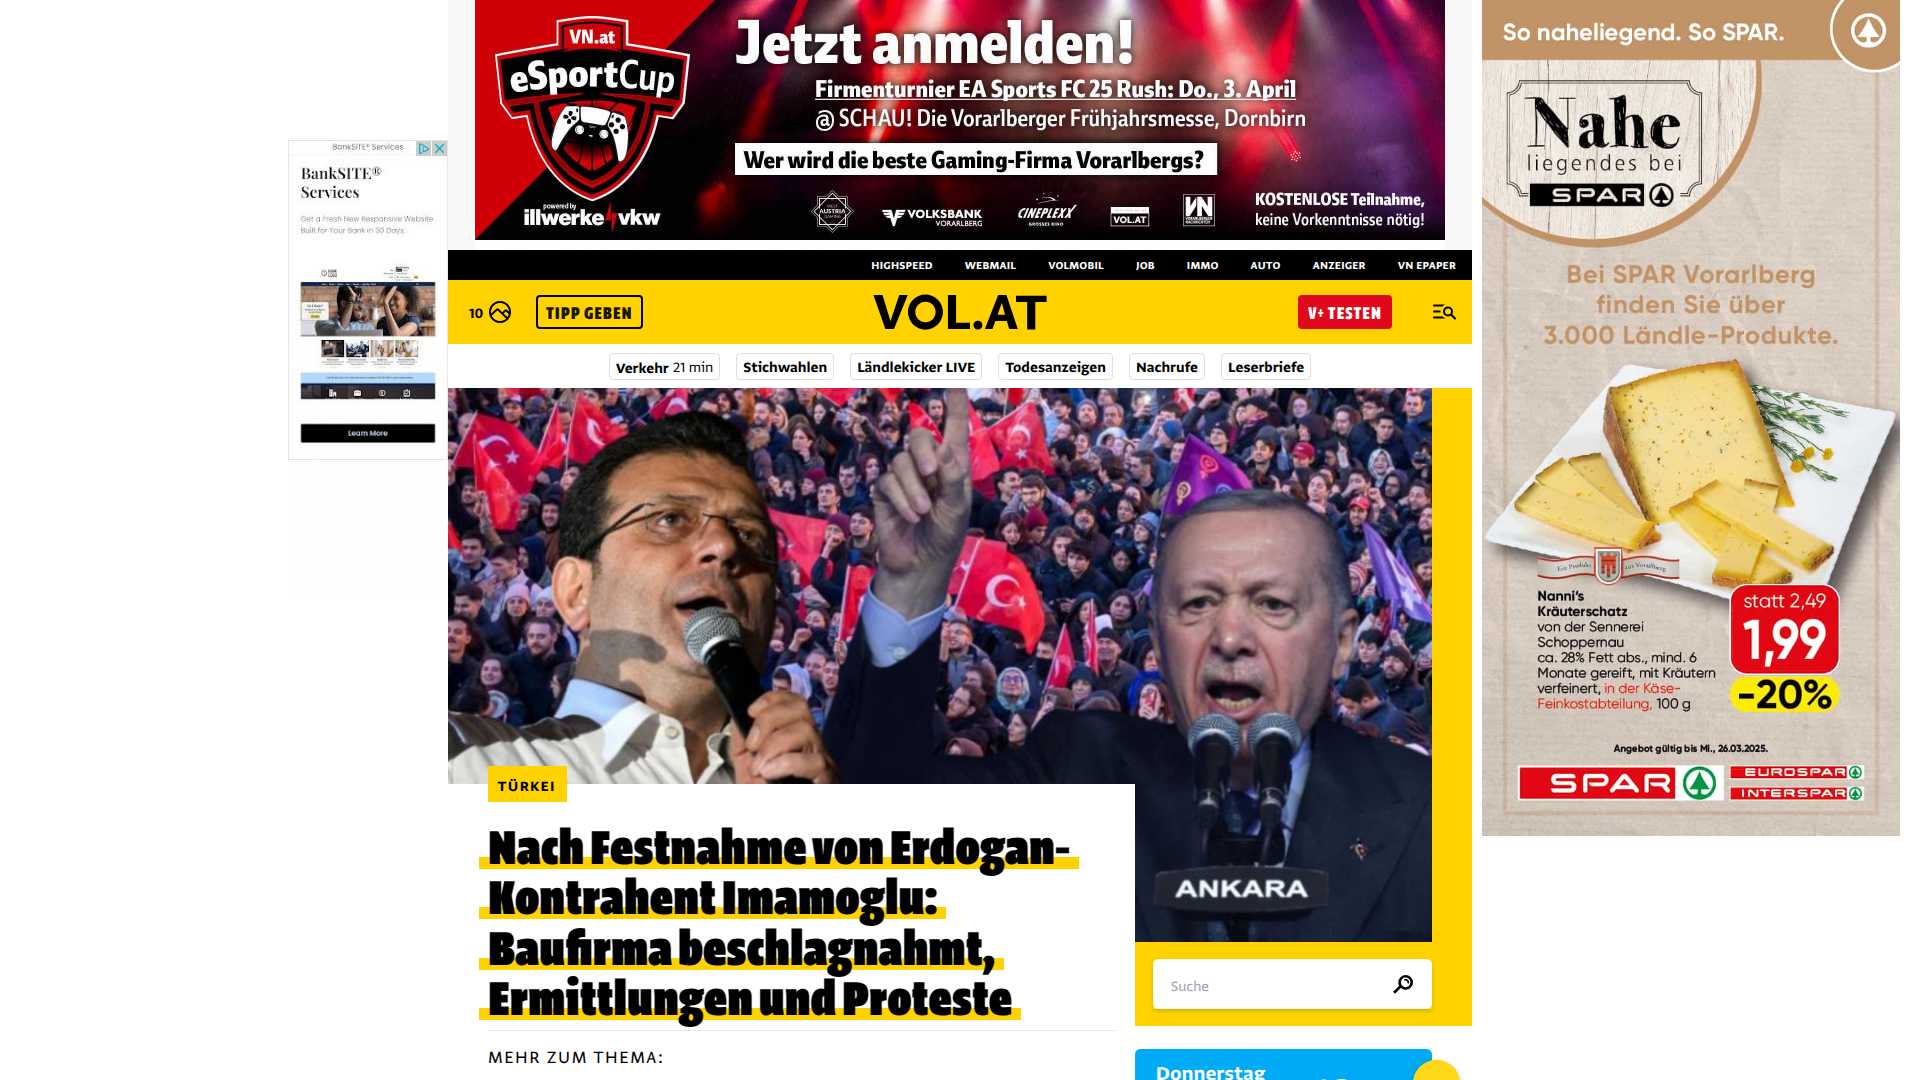 VN.at
eSportCup
powered by
illwerke vkw
Jetzt anmelden!
Firmenturnier EA Sports FC 25 Rush: Do., 3. April
@ SCHAU! Die Vorarlberger Frühjahrsmesse, Dornbirn
Wer wird die beste Gaming-Firma Vorarlbergs?
VOLKSBANK
VORARLBERG
CINEPLEXX
VOL.AT
KOSTENLOSE Teilnahme,
keine Vorkenntnisse nötig!
BankSITE® Services
BankSITE®
Services
Get a Fresh New Responsive Website
Built for Your Bank in 30 Days.
Learn More
HIGHSPEED WEBMAIL VOLMOBIL JOB IMMO AUTO ANZEIGER VN EPAPER
10 TIPP GEBEN VOL.AT V+ TESTEN
Verkehr 21 min Stichwahlen Ländlekicker LIVE Todesanzeigen Nachrufe Leserbriefe
ANKARA
TÜRKEI
Nach Festnahme von Erdogan-
Kontrahent Imamoglu:
Baufirma beschlagnahmt,
Ermittlungen und Proteste
MEHR ZUM THEMA:
Suche
Donnerstag
So naheliegend. So SPAR.
Nahe
liegendes bei
SPAR
Bei SPAR Vorarlberg
finden Sie über
3.000 Ländle-Produkte.
Ein Produkt aus Vorarlberg
Nanni's
Kräuterschatz
von der Sennerei
Schoppernau
ca. 28% Fett abs., mind. 6
Monate gereift, mit Kräutern
verfeinert, in der Käse-
Feinkostabteilung, 100 g
statt 2,49
1,99
-20%
Angebot gültig bis Mi., 26.03.2025.
SPAR
EUROSPAR
INTERSPAR